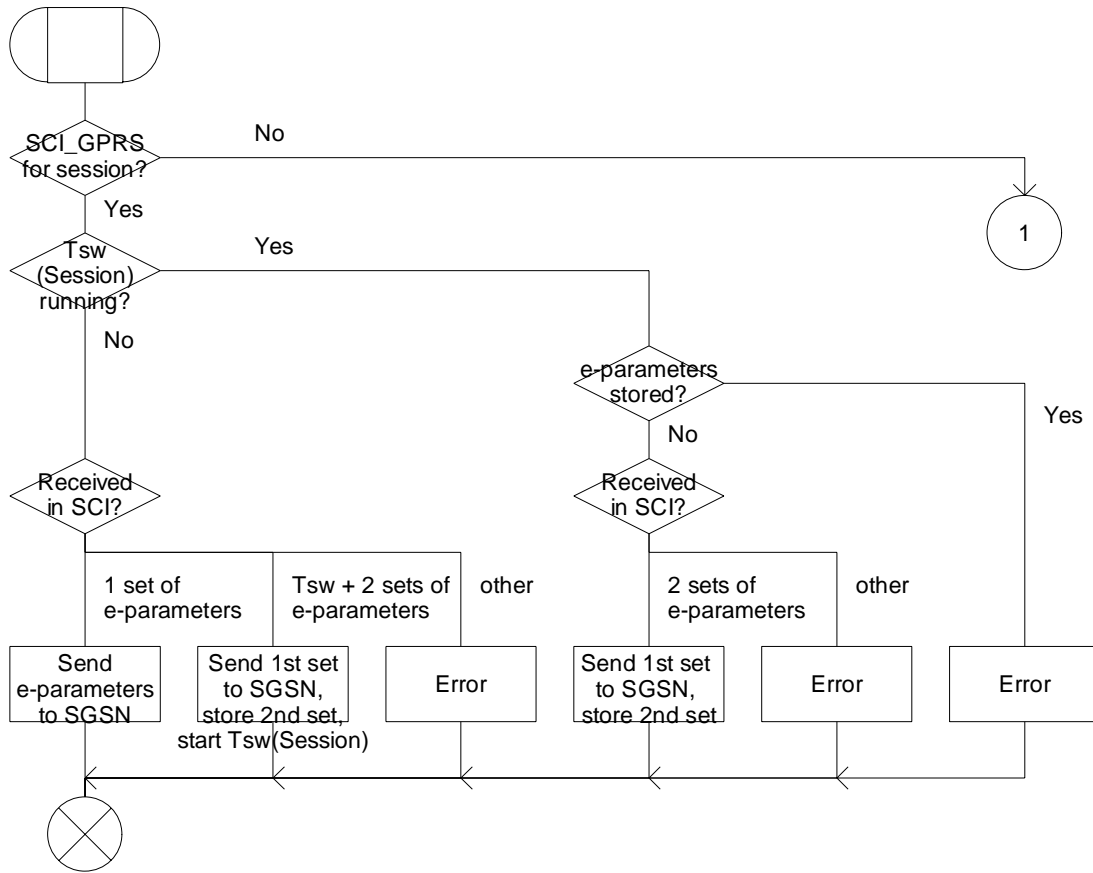 SCI_GPRS
for session?
No
Yes
1
Tsw
(Session)
running?
Yes
No
e-parameters
stored?
Yes
No
Received
in SCI?
Received
in SCI?
1 set of
e-parameters
Tsw + 2 sets of
e-parameters
other
2 sets of
e-parameters
other
Send
e-parameters
to SGSN
Send 1st set
to SGSN,
store 2nd set,
start Tsw(Session)
Error
Send 1st set
to SGSN,
store 2nd set
Error
Error